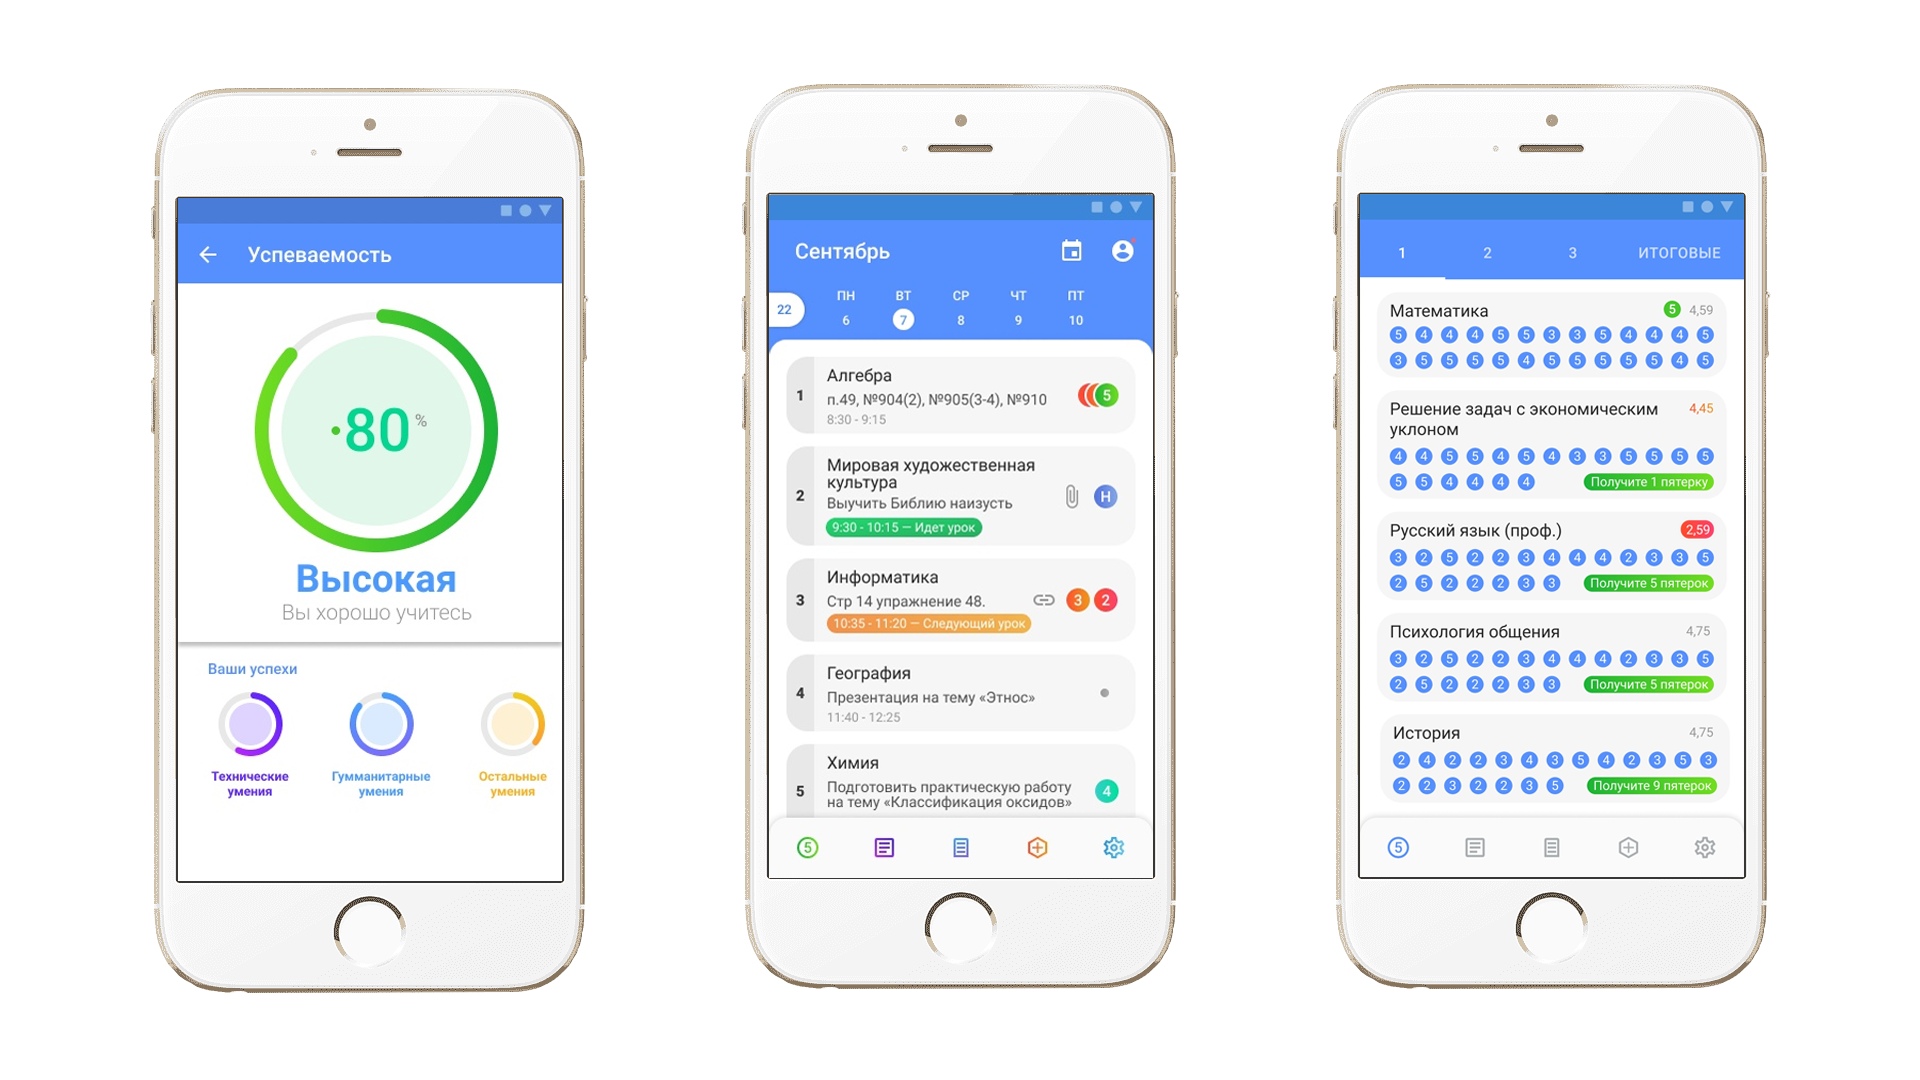 Успеваемость
80 %
Высокая
Вы хорошо учитесь
Ваши успехи
Технические умения
Гумманитарные умения
Остальные умения
Сентябрь
22
ПН ВТ СР ЧТ ПТ
6 7 8 9 10
1
Алгебра
п.49, №904(2), №905(3-4), №910
8:30 - 9:15
5
2
Мировая художественная
культура
Выучить Библию наизусть
9:30 - 10:15 — Идет урок
Н
3
Информатика
Стр 14 упражнение 48.
10:35 - 11:20 — Следующий урок
3 2
4
География
Презентация на тему «Этнос»
11:40 - 12:25
5
Химия
Подготовить практическую работу
на тему «Классификация оксидов»
4
5
1 2 3 ИТОГОВЫЕ
Математика 5 4,59
5 4 4 4 5 5 3 3 5 4 4 4 5
3 5 5 5 5 4 5 5 5 5 5 4 5
Решение задач с экономическим 4,45
уклоном
4 4 5 5 4 5 4 3 3 5 5 5 5
5 5 4 4 4 4 Получите 1 пятерку
Русский язык (проф.) 2,59
3 2 5 2 2 3 4 4 4 2 3 3 5
2 5 2 2 2 3 3 Получите 5 пятерок
Психология общения 4,75
3 2 5 2 2 3 4 4 4 2 3 3 5
2 5 2 2 2 3 3 Получите 5 пятерок
История 4,75
2 4 2 2 3 4 3 5 4 2 3 5 3
2 2 3 2 2 3 5 Получите 9 пятерок
5